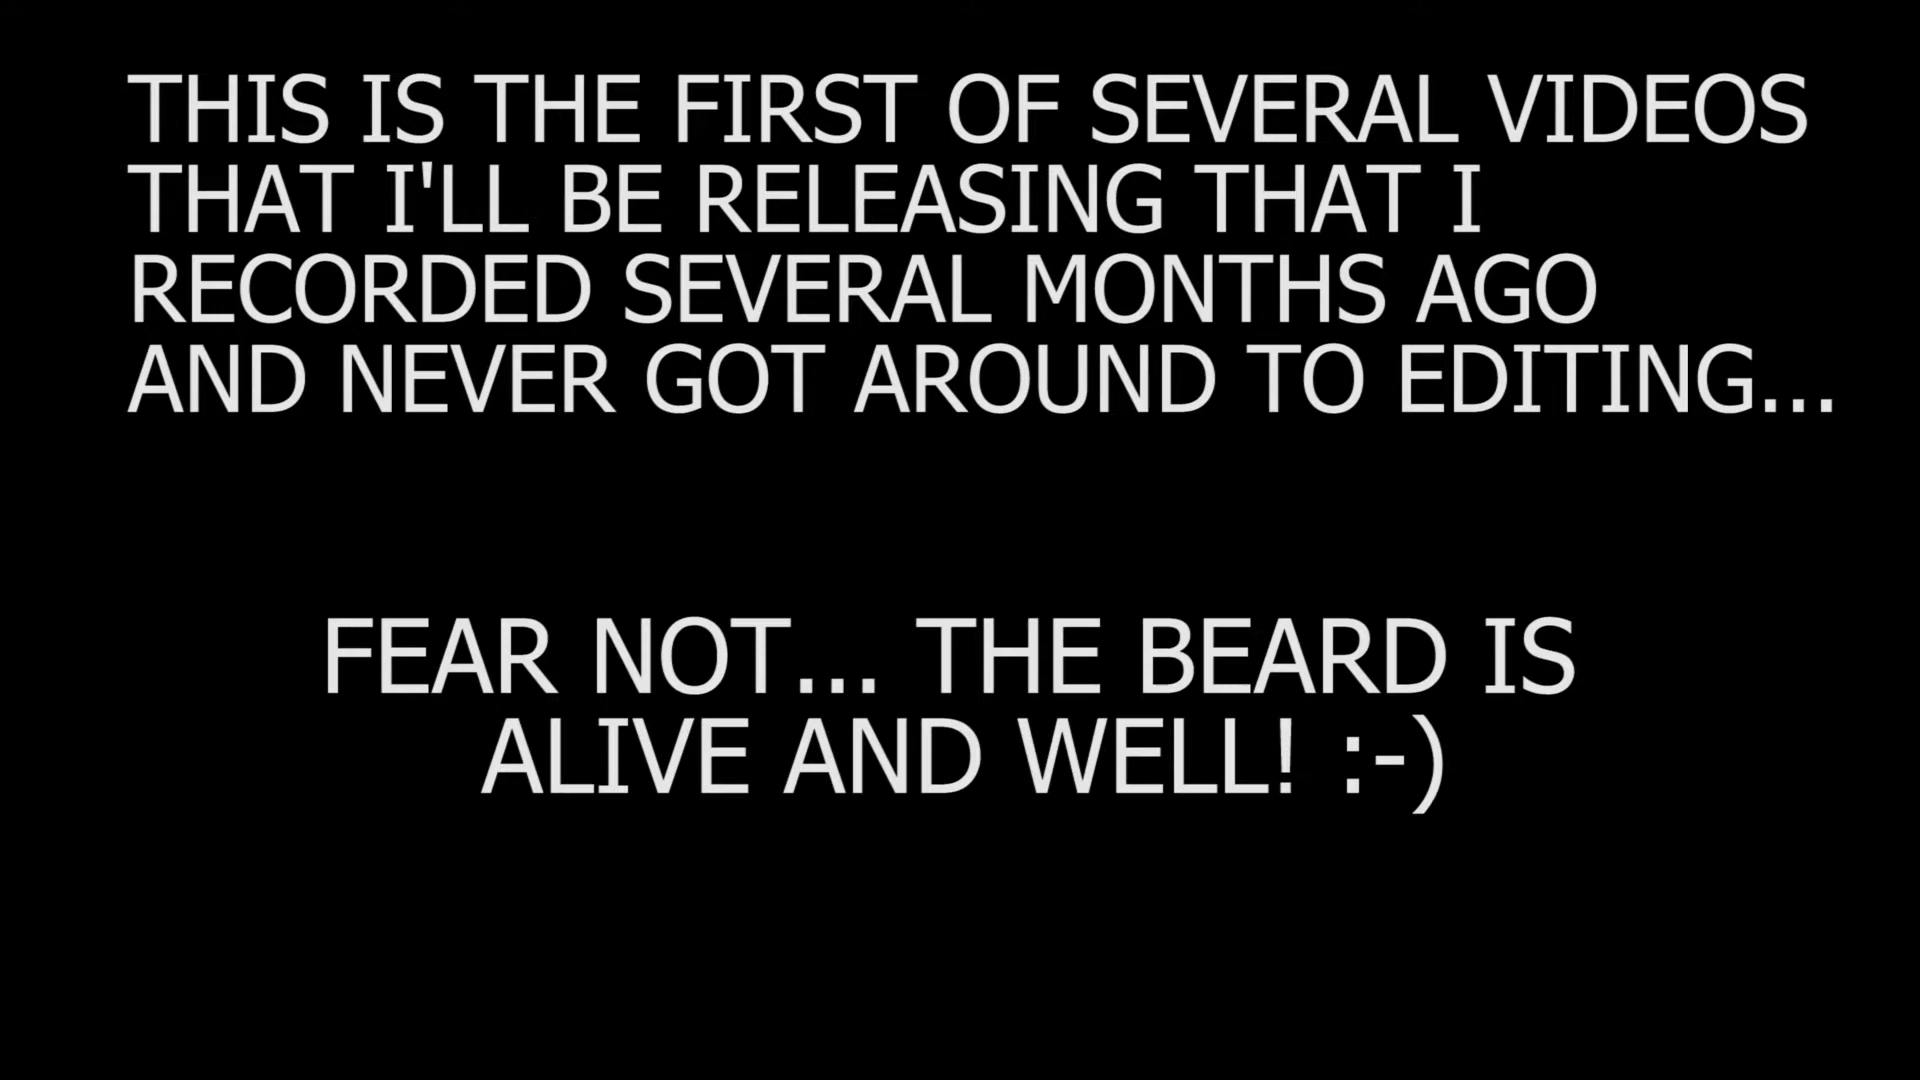 THIS IS THE FIRST OF SEVERAL VIDEOS
THAT I'LL BE RELEASING THAT I
RECORDED SEVERAL MONTHS AGO
AND NEVER GOT AROUND TO EDITING...
FEAR NOT... THE BEARD IS
ALIVE AND WELL! :-)